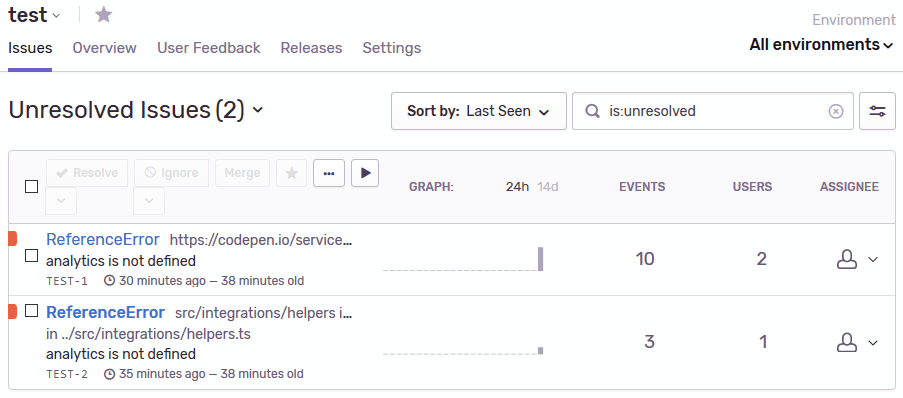 test
Environment
Issues Overview User Feedback Releases Settings
All environments
Unresolved Issues (2)
Sort by: Last Seen
is:unresolved
Resolve Ignore Merge
GRAPH: 24h 14d EVENTS USERS ASSIGNEE
ReferenceError https://codepen.io/service...
analytics is not defined
10 2
TEST-1 30 minutes ago — 38 minutes old
ReferenceError src/integrations/helpers i...
in ../src/integrations/helpers.ts
3 1
analytics is not defined
TEST-2 35 minutes ago — 38 minutes old